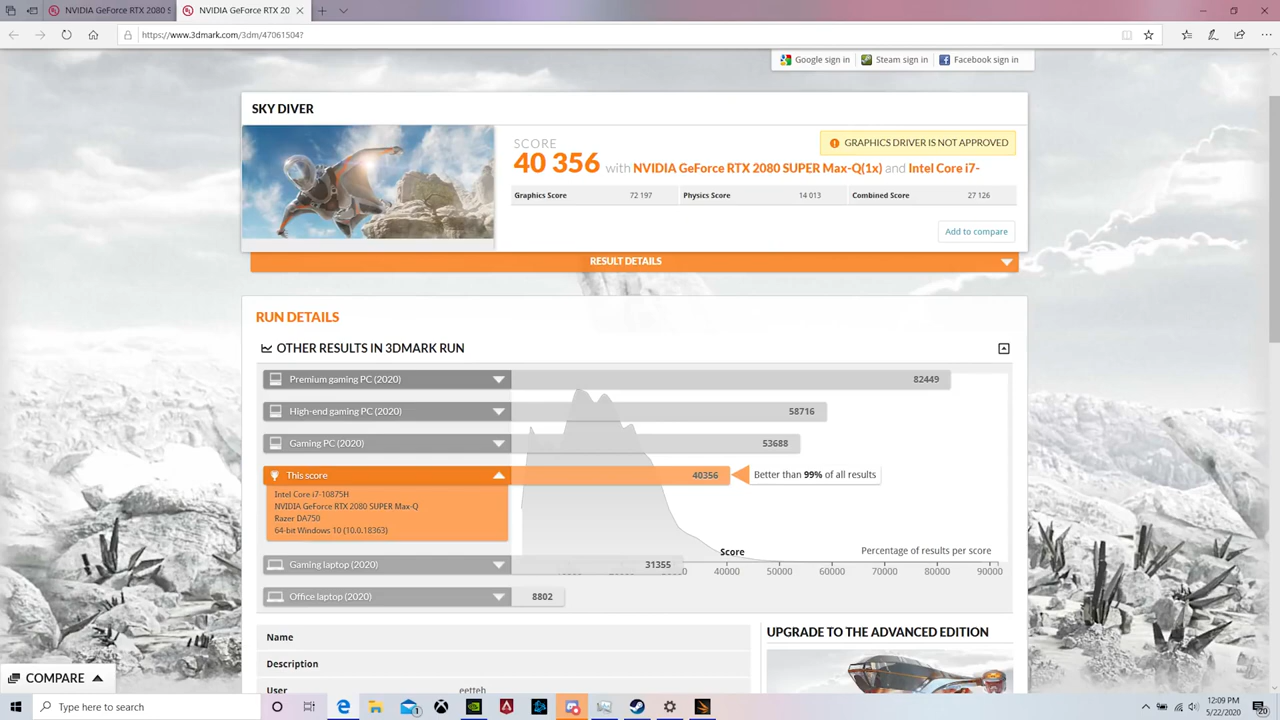 NVIDIA GeForce RTX 2080 S
NVIDIA GeForce RTX 20
https://www.3dmark.com/3dm/47061504?
Google sign in
Steam sign in
Facebook sign in
SKY DIVER
SCORE
GRAPHICS DRIVER IS NOT APPROVED
40 356 with NVIDIA GeForce RTX 2080 SUPER Max-Q(1x) and Intel Core i7-
Graphics Score 72 197 Physics Score 14 013 Combined Score 27 126
Add to compare
RESULT DETAILS
RUN DETAILS
OTHER RESULTS IN 3DMARK RUN
Premium gaming PC (2020) 82449
High-end gaming PC (2020) 58716
Gaming PC (2020) 53688
This score 40356 Better than 99% of all results
Intel Core i7-10875H
NVIDIA GeForce RTX 2080 SUPER Max-Q
Razer DA750
64-bit Windows 10 (10.0.18363)
Score Percentage of results per score
Gaming laptop (2020) 31355
40000 50000 60000 70000 80000 90000
Office laptop (2020) 8802
Name
UPGRADE TO THE ADVANCED EDITION
Description
COMPARE
User eetteh
Type here to search
12:09 PM
5/22/2020
20